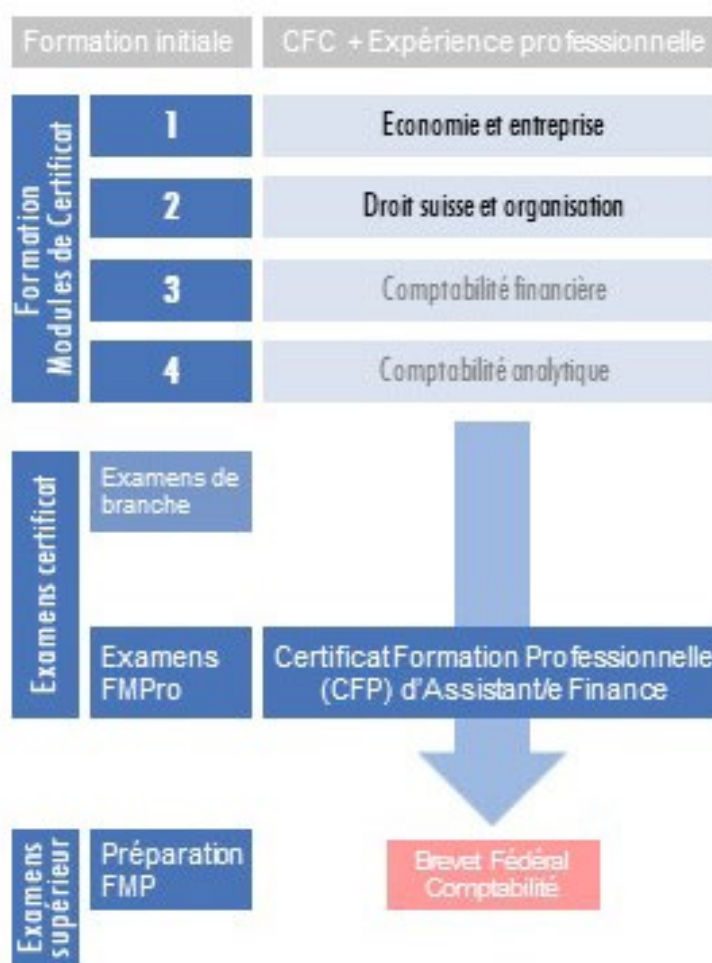 Formation initiale
CFC + Expérience professionnelle
Formation
Modules de Certificat
1
Economie et entreprise
2
Droit suisse et organisation
3
Comptabilité financière
4
Comptabilité analytique
Examens certificat
Examens de
branche
Examens
FMPro
Certificat Formation Professionnelle
(CFP) d'Assistant/e Finance
Examens
supérieur
Préparation
FMP
Brevet Fédéral
Comptabilité